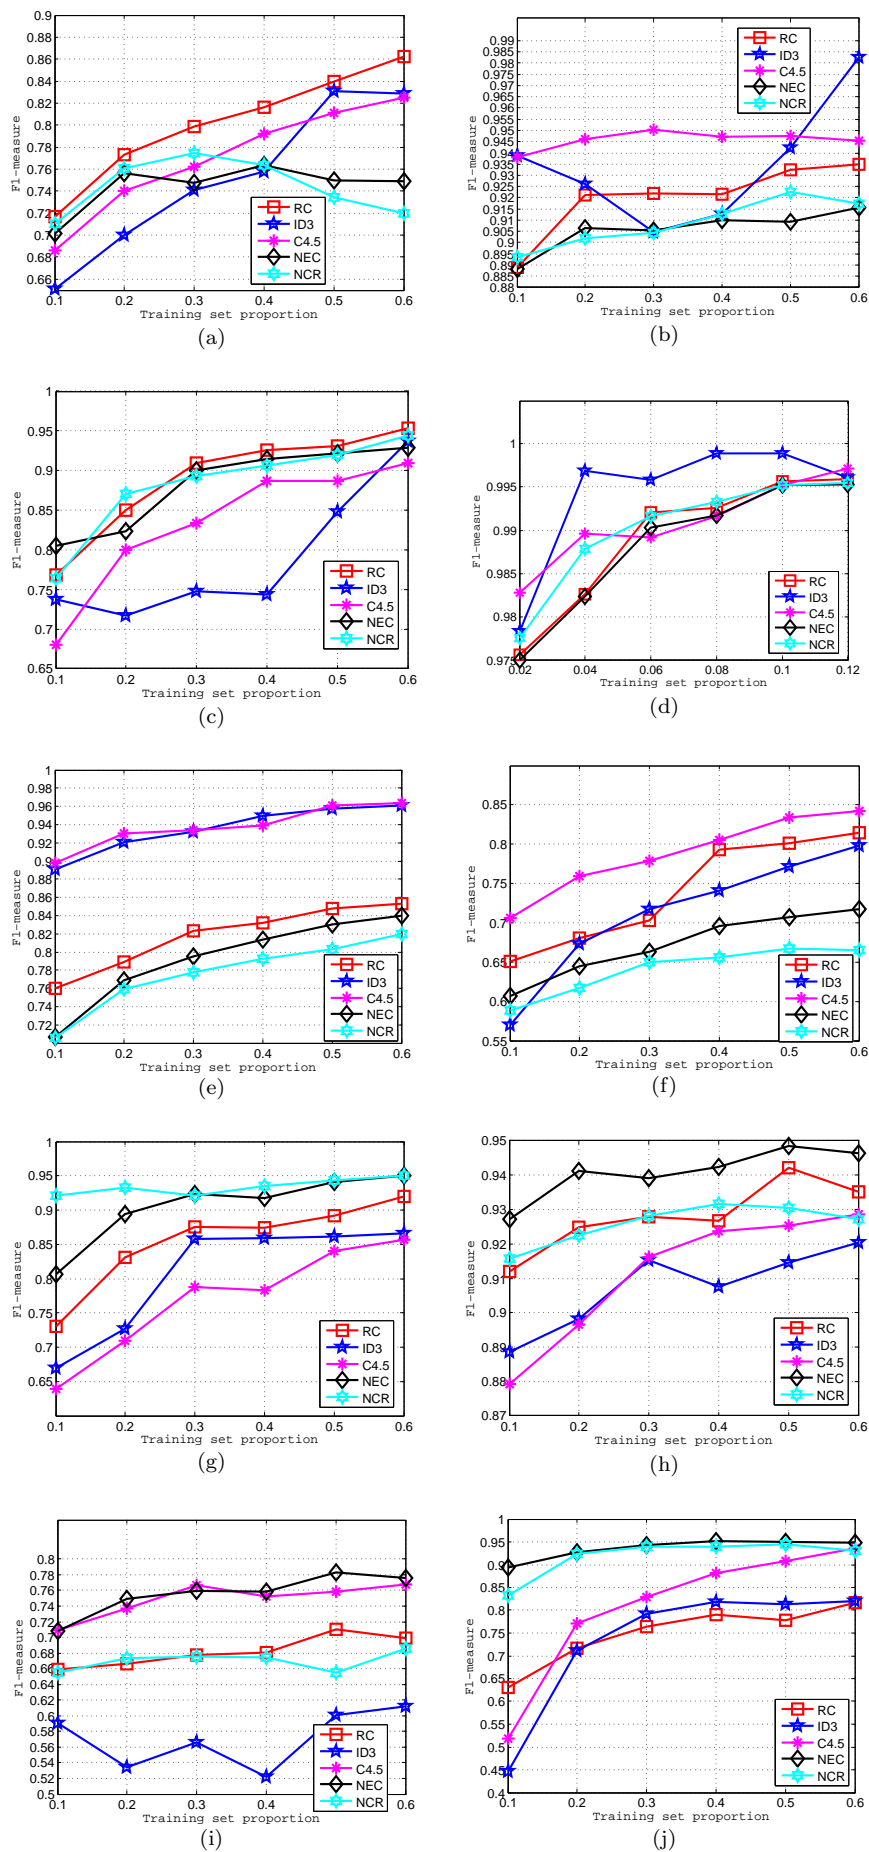 0.9
0.88
0.86
0.84
0.82
0.8
0.78
0.76
0.74
0.72
0.7
0.68
0.66
0.1 0.2 0.3 0.4 0.5 0.6
F1-measure
Training set proportion
RC
ID3
C4.5
NEC
NCR
(a)
0.99
0.985
0.98
0.975
0.97
0.965
0.96
0.955
0.95
0.945
0.94
0.935
0.93
0.925
0.92
0.915
0.91
0.905
0.9
0.895
0.89
0.885
0.88
0.1 0.2 0.3 0.4 0.5 0.6
F1-measure
Training set proportion
RC
ID3
C4.5
NEC
NCR
(b)
1
0.95
0.9
0.85
0.8
0.75
0.7
0.65
0.1 0.2 0.3 0.4 0.5 0.6
F1-measure
Training set proportion
RC
ID3
C4.5
NEC
NCR
(c)
1
0.995
0.99
0.985
0.98
0.975
0.02 0.04 0.06 0.08 0.1 0.12
F1-measure
Training set proportion
RC
ID3
C4.5
NEC
NCR
(d)
1
0.98
0.96
0.94
0.92
0.9
0.88
0.86
0.84
0.82
0.8
0.78
0.76
0.74
0.72
0.1 0.2 0.3 0.4 0.5 0.6
F1-measure
Training set proportion
RC
ID3
C4.5
NEC
NCR
(e)
0.85
0.8
0.75
0.7
0.65
0.6
0.55
0.1 0.2 0.3 0.4 0.5 0.6
F1-measure
Training set proportion
RC
ID3
C4.5
NEC
NCR
(f)
1
0.95
0.9
0.85
0.8
0.75
0.7
0.65
0.1 0.2 0.3 0.4 0.5 0.6
F1-measure
Training set proportion
RC
ID3
C4.5
NEC
NCR
(g)
0.95
0.94
0.93
0.92
0.91
0.9
0.89
0.88
0.87
0.1 0.2 0.3 0.4 0.5 0.6
F1-measure
Training set proportion
RC
ID3
C4.5
NEC
NCR
(h)
0.8
0.78
0.76
0.74
0.72
0.7
0.68
0.66
0.64
0.62
0.6
0.58
0.56
0.54
0.52
0.5
0.1 0.2 0.3 0.4 0.5 0.6
F1-measure
Training set proportion
RC
ID3
C4.5
NEC
NCR
(i)
1
0.95
0.9
0.85
0.8
0.75
0.7
0.65
0.6
0.55
0.5
0.45
0.4
0.1 0.2 0.3 0.4 0.5 0.6
F1-measure
Training set proportion
RC
ID3
C4.5
NEC
NCR
(j)